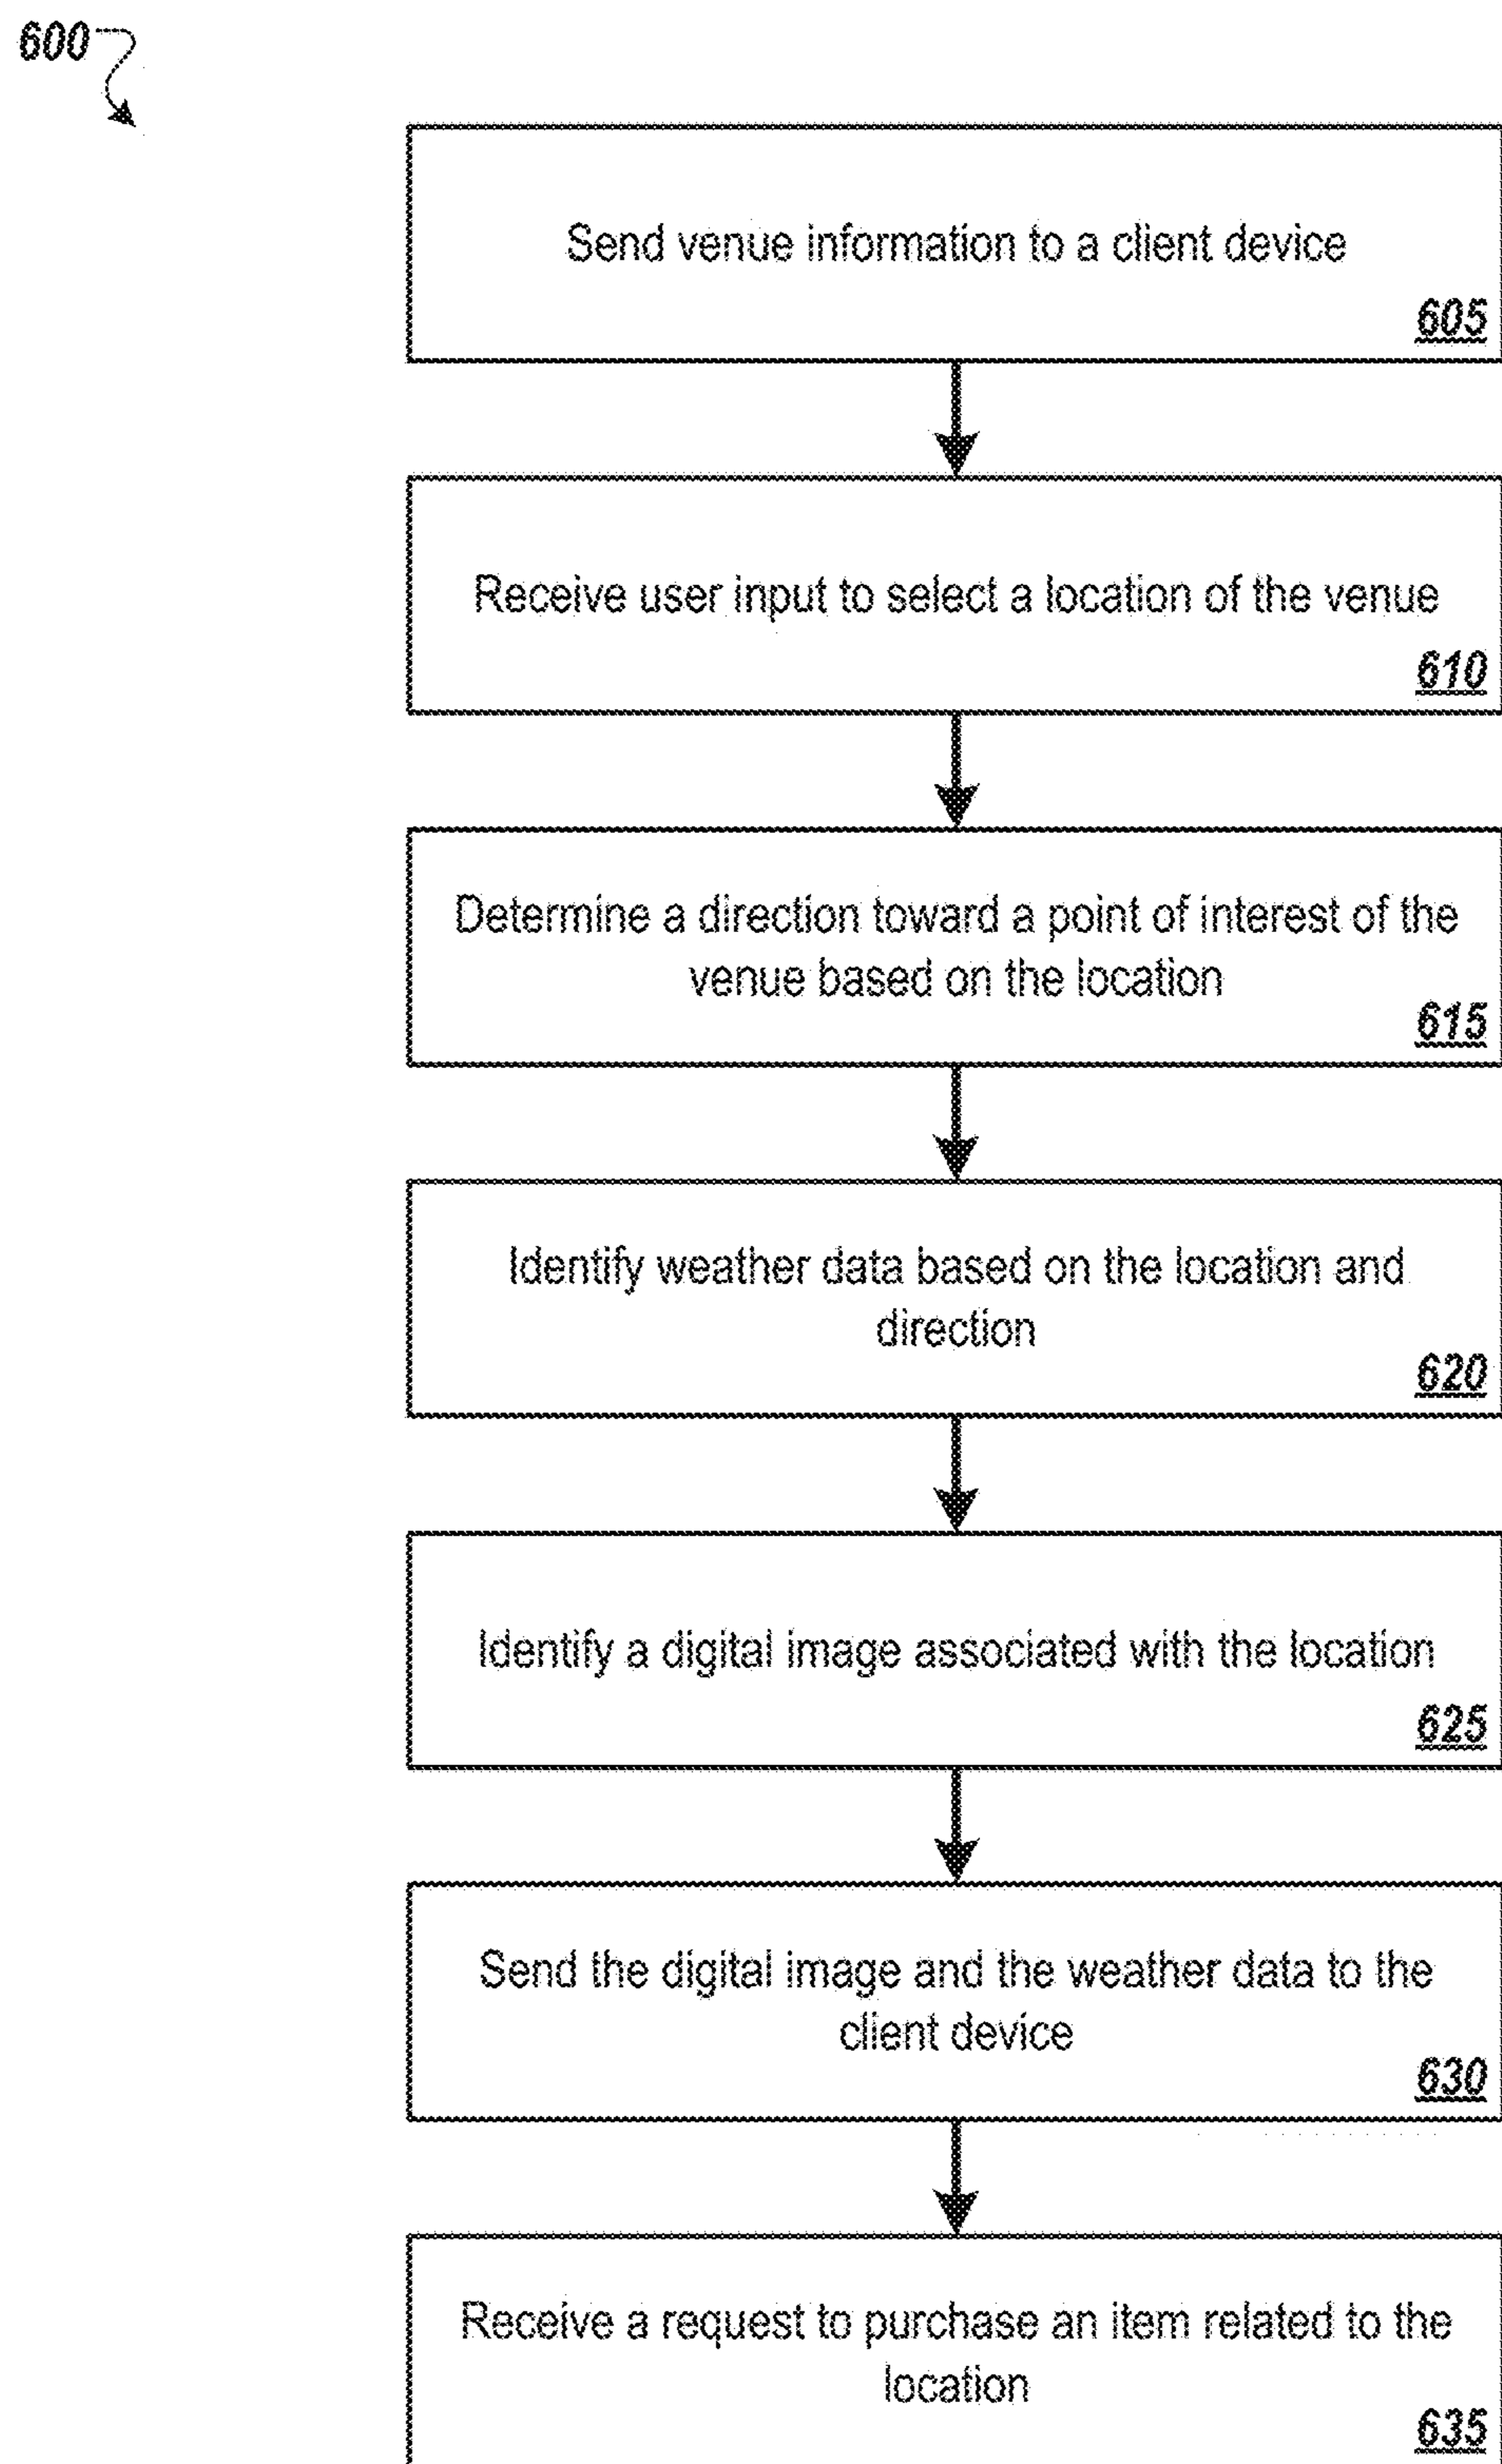 600
Send venue information to a client device
605
Receive user input to select a location of the venue
610
Determine a direction toward a point of interest of the
venue based on the location
615
Identify weather data based on the location and
direction
620
Identify a digital image associated with the location
625
Send the digital image and the weather data to the
client device
630
Receive a request to purchase an item related to the
location
635